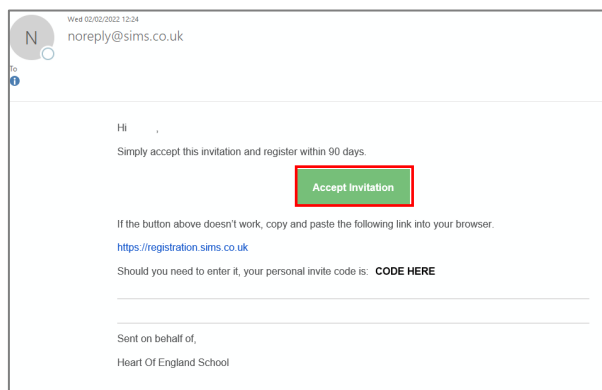 Wed 02/02/2022 12:24
N
noreply@sims.co.uk
To
Hi ,
Simply accept this invitation and register within 90 days.
Accept Invitation
If the button above doesn't work, copy and paste the following link into your browser.
https://registration.sims.co.uk
Should you need to enter it, your personal invite code is: CODE HERE
Sent on behalf of,
Heart Of England School